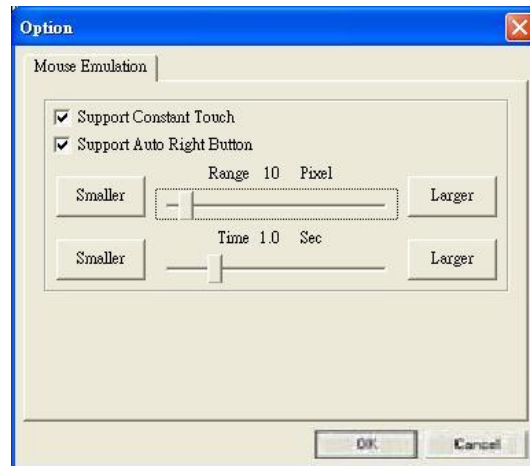 Option
Mouse Emulation
Support Constant Touch
Support Auto Right Button
Range 10 Pixel
Smaller
Larger
Time 1.0 Sec
Smaller
Larger
OK
Cancel